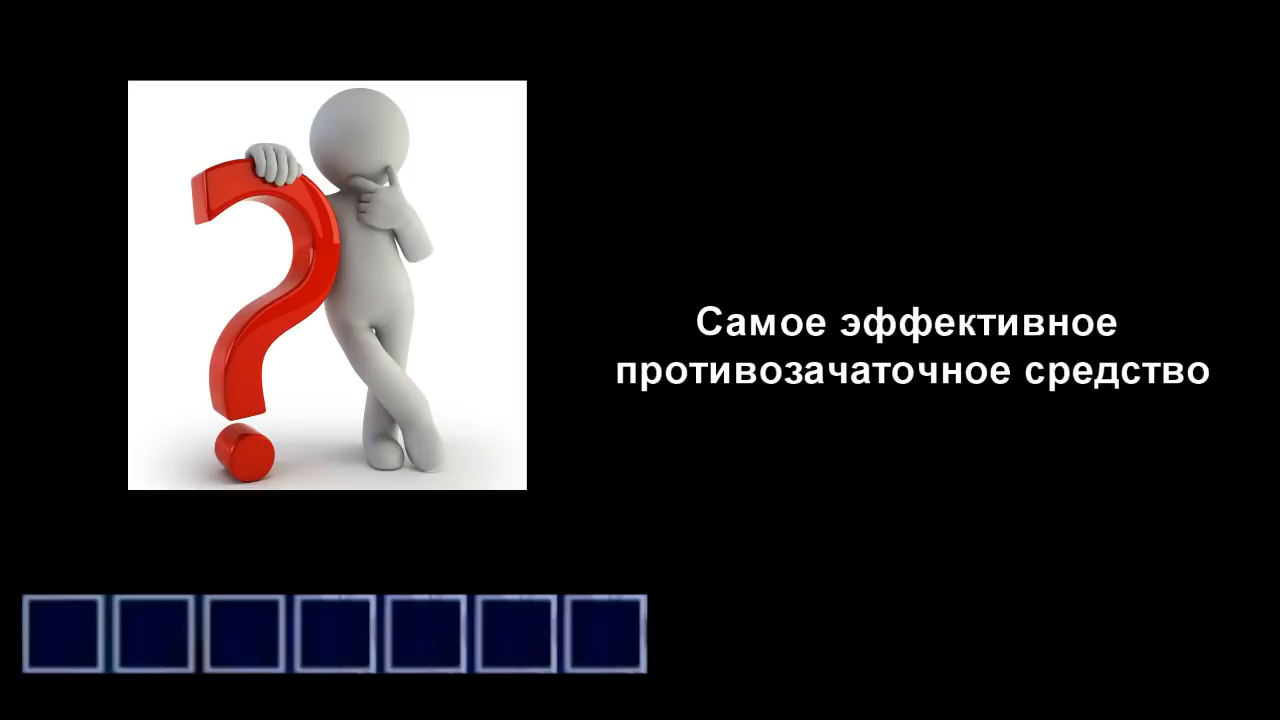 Самое эффективное
противозачаточное средство